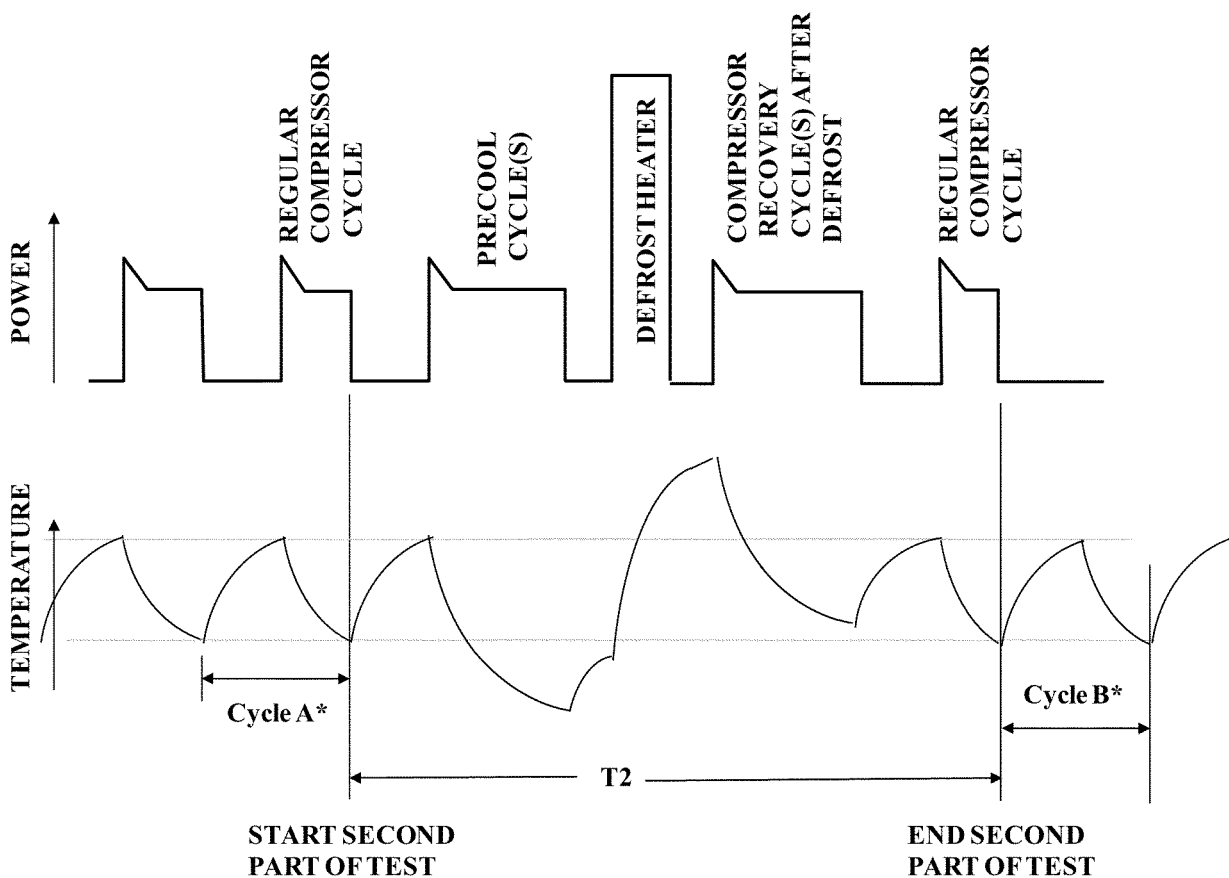 POWER
REGULAR
COMPRESSOR
CYCLE
PRECOOL
CYCLE(S)
DEFROST HEATER
COMPRESSOR
RECOVERY
CYCLE(S) AFTER
DEFROST
REGULAR
COMPRESSOR
CYCLE
TEMPERATURE
Cycle A*
Cycle B*
T2
START SECOND
PART OF TEST
END SECOND
PART OF TEST